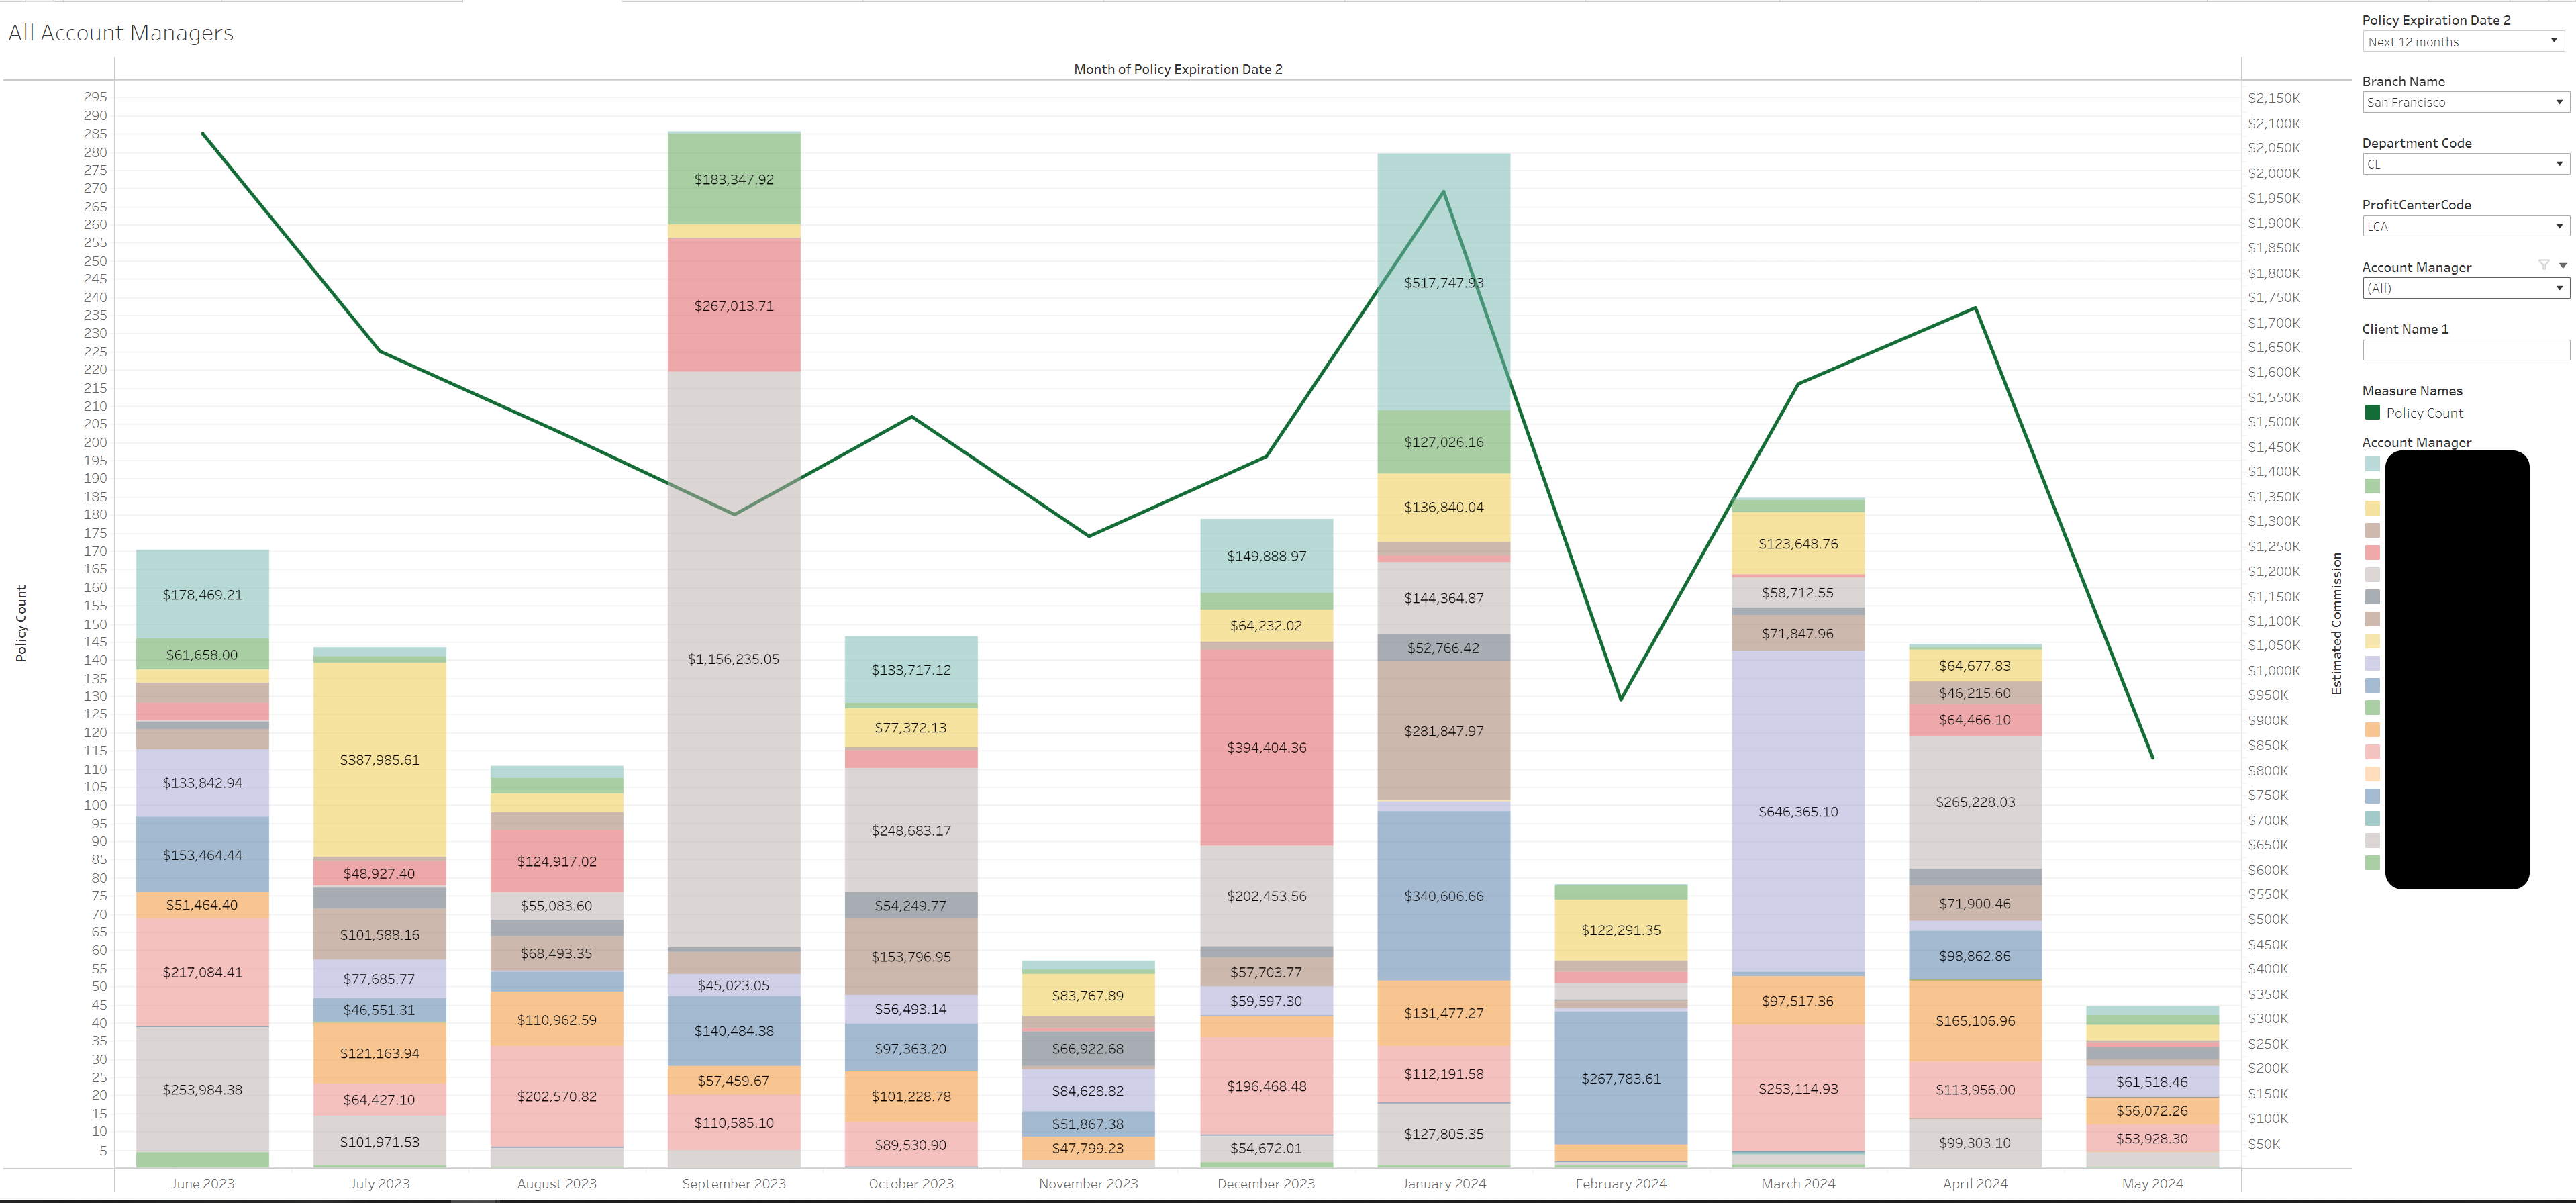 All Account Managers
Month of Policy Expiration Date 2
Policy Count
295
290
285
280
275
270
265
260
255
250
245
240
235
230
225
220
215
210
205
200
195
190
185
180
175
170
165
160
155
150
145
140
135
130
125
120
115
110
105
100
95
90
85
80
75
70
65
60
55
50
45
40
35
30
25
20
15
10
5
$178,469.21
$61,658.00
$133,842.94
$153,464.44
$51,464.40
$217,084.41
$253,984.38
June 2023
$387,985.61
$48,927.40
$101,588.16
$77,685.77
$46,551.31
$121,163.94
$64,427.10
$101,971.53
July 2023
$124,917.02
$55,083.60
$68,493.35
$110,962.59
$202,570.82
August 2023
$183,347.92
$267,013.71
$1,156,235.05
$45,023.05
$140,484.38
$57,459.67
$110,585.10
September 2023
$133,717.12
$77,372.13
$248,683.17
$54,249.77
$153,796.95
$56,493.14
$97,363.20
$101,228.78
$89,530.90
October 2023
$83,767.89
$66,922.68
$84,628.82
$51,867.38
$47,799.23
November 2023
$149,888.97
$64,232.02
$394,404.36
$202,453.56
$57,703.77
$59,597.30
$196,468.48
$54,672.01
December 2023
$517,747.93
$127,026.16
$136,840.04
$144,364.87
$52,766.42
$281,847.97
$340,606.66
$131,477.27
$112,191.58
$127,805.35
January 2024
$122,291.35
$267,783.61
February 2024
$123,648.76
$58,712.55
$71,847.96
$646,365.10
$97,517.36
$253,114.93
March 2024
$64,677.83
$46,215.60
$64,466.10
$265,228.03
$71,900.46
$98,862.86
$165,106.96
$113,956.00
$99,303.10
April 2024
$61,518.46
$56,072.26
$53,928.30
May 2024
$2,150K
$2,100K
$2,050K
$2,000K
$1,950K
$1,900K
$1,850K
$1,800K
$1,750K
$1,700K
$1,650K
$1,600K
$1,550K
$1,500K
$1,450K
$1,400K
$1,350K
$1,300K
$1,250K
$1,200K
$1,150K
$1,100K
$1,050K
$1,000K
$950K
$900K
$850K
$800K
$750K
$700K
$650K
$600K
$550K
$500K
$450K
$400K
$350K
$300K
$250K
$200K
$150K
$100K
$50K
Estimated Commission
Policy Expiration Date 2
Next 12 months
Branch Name
San Francisco
Department Code
CL
ProfitCenterCode
LCA
Account Manager
(All)
Client Name 1
Measure Names
Policy Count
Account Manager